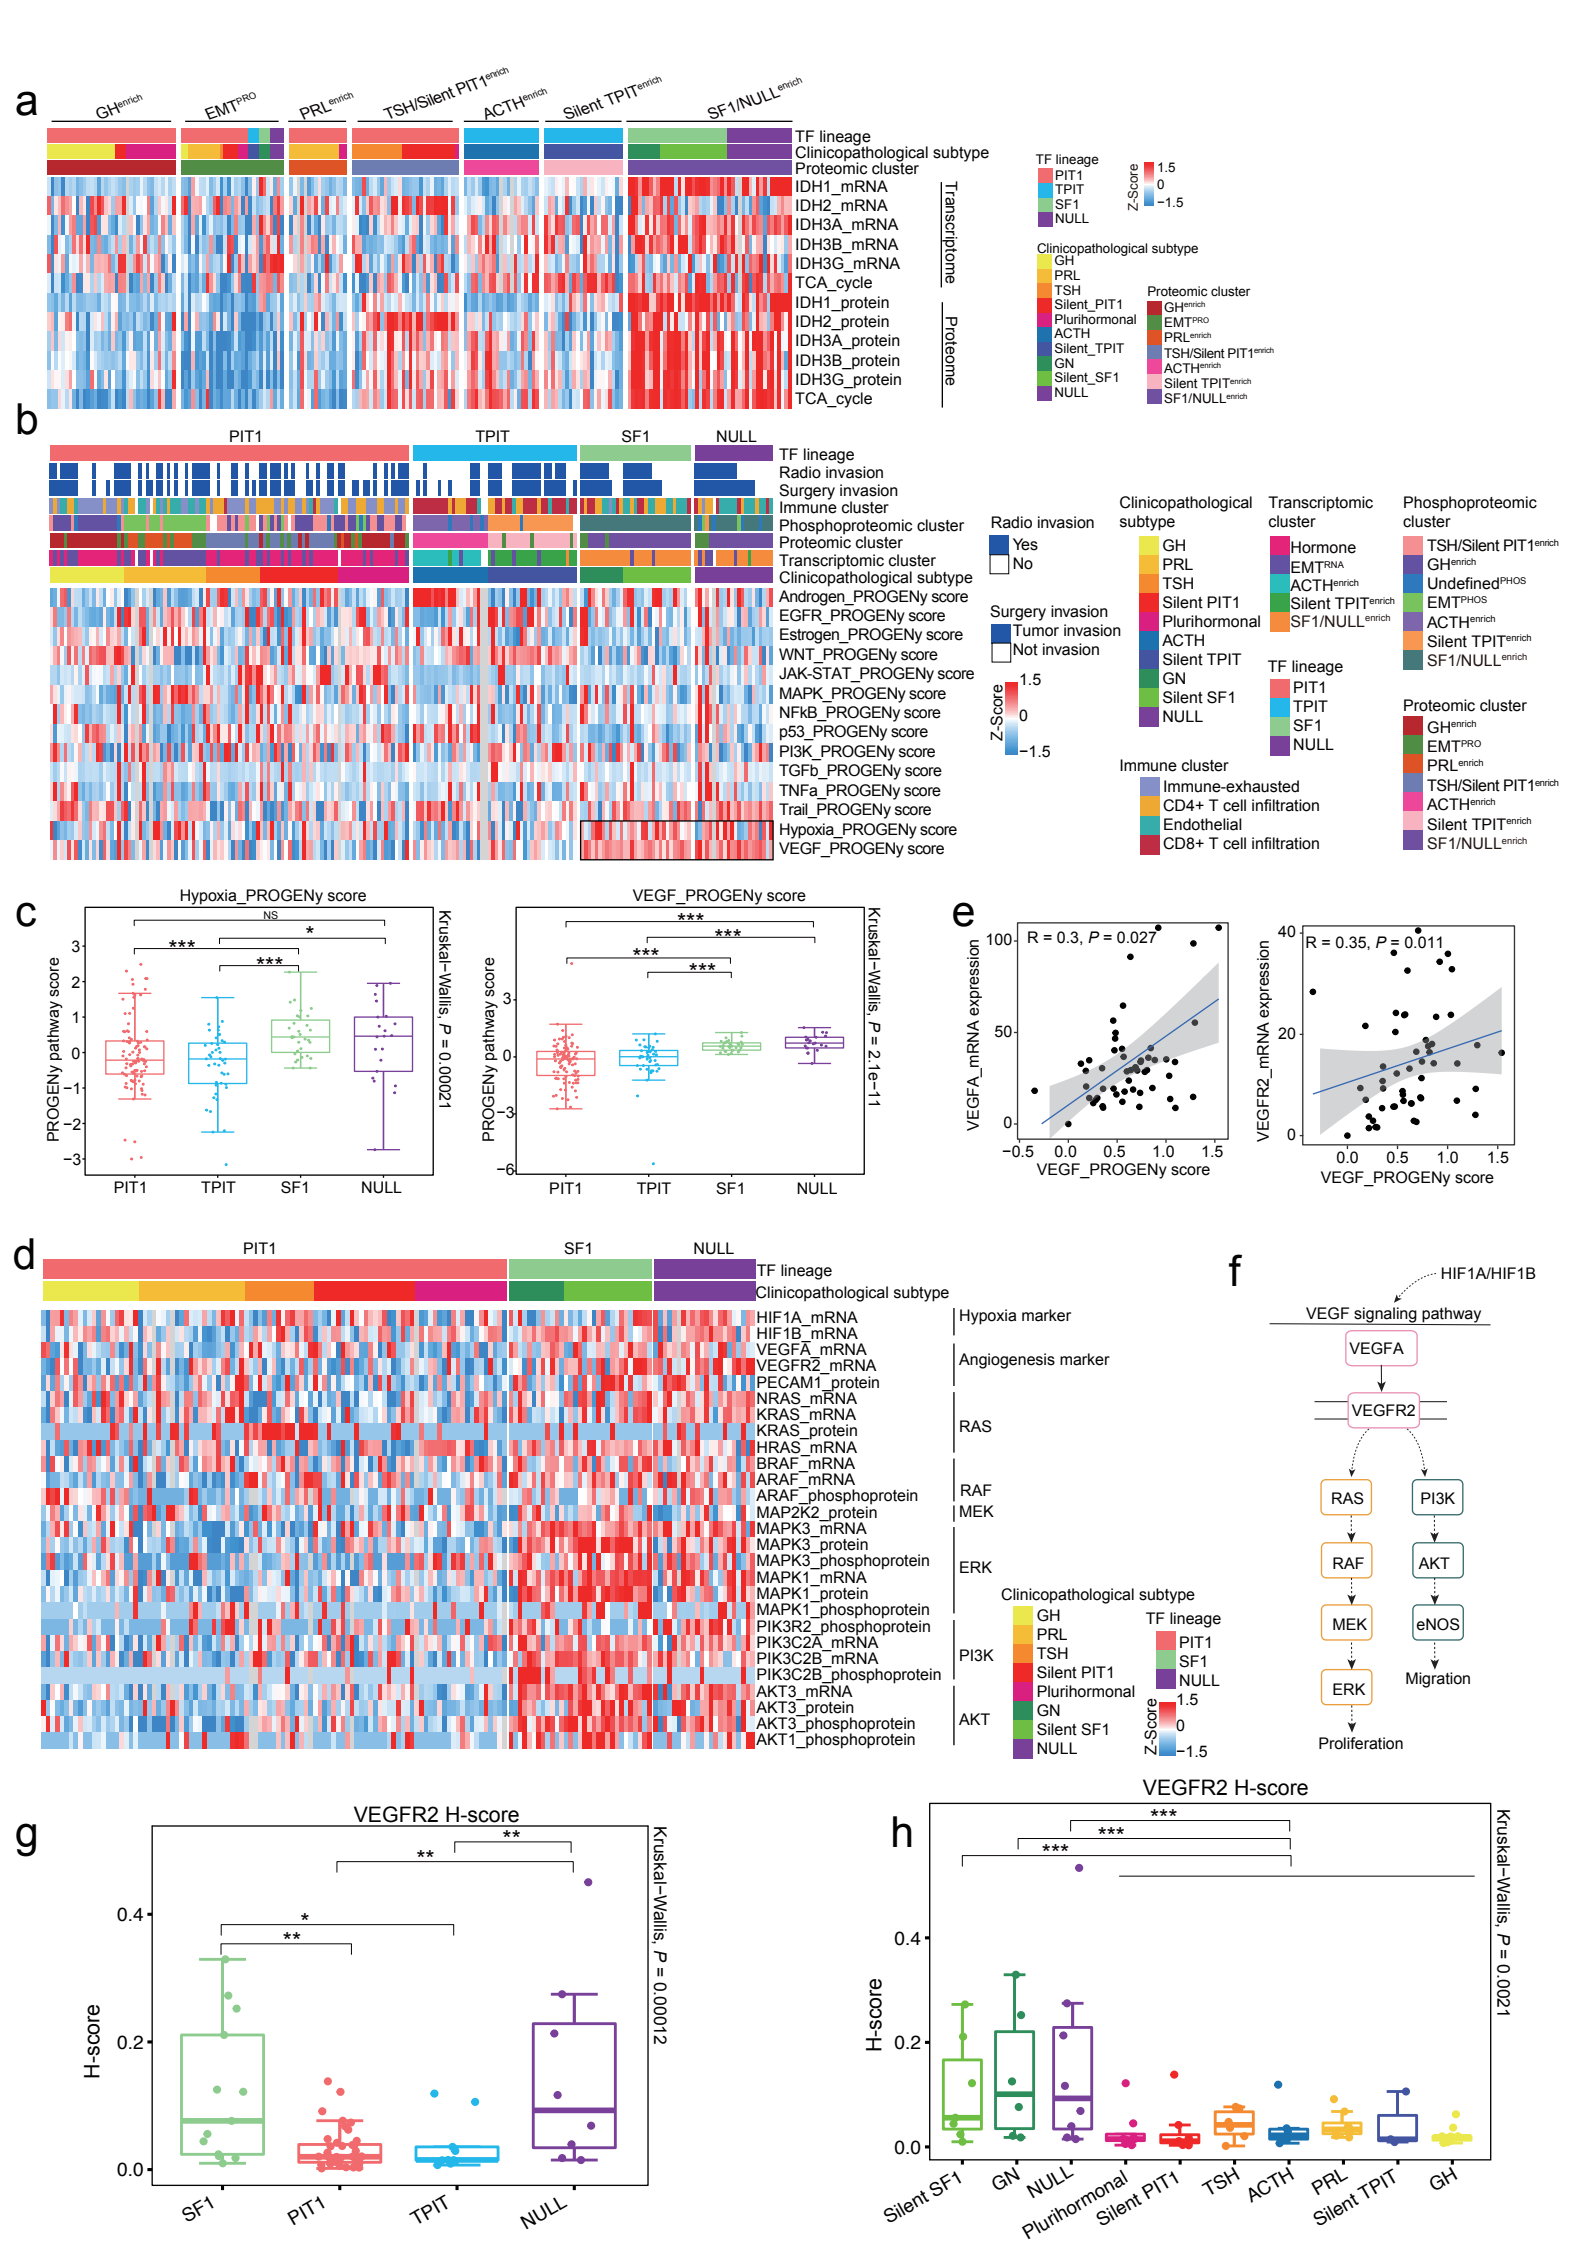 a
GHenrich
EMTPRO
PRLenrich
TSH/Silent PIT1enrich
ACTHenrich
Silent TPITenrich
SF1/NULLenrich
TF lineage
Clinicopathological subtype
Proteomic cluster
IDH1_mRNA
IDH2_mRNA
IDH3A_mRNA
IDH3B_mRNA
IDH3G_mRNA
TCA_cycle
IDH1_protein
IDH2_protein
IDH3A_protein
IDH3B_protein
IDH3G_protein
TCA_cycle
Transcriptome
Proteome
TF lineage
PIT1
TPIT
SF1
NULL
Z-Score
1.5
0
−1.5
Clinicopathological subtype
GH
PRL
TSH
Silent_PIT1
Plurihormonal
ACTH
Silent_TPIT
GN
Silent_SF1
NULL
Proteomic cluster
GHenrich
EMTPRO
PRLenrich
TSH/Silent PIT1enrich
ACTHenrich
Silent TPITenrich
SF1/NULLenrich
b
PIT1
TPIT
SF1
NULL
TF lineage
Radio invasion
Surgery invasion
Immune cluster
Phosphoproteomic cluster
Proteomic cluster
Transcriptomic cluster
Clinicopathological subtype
Androgen_PROGENy score
EGFR_PROGENy score
Estrogen_PROGENy score
WNT_PROGENy score
JAK-STAT_PROGENy score
MAPK_PROGENy score
NFkB_PROGENy score
p53_PROGENy score
PI3K_PROGENy score
TGFb_PROGENy score
TNFa_PROGENy score
Trail_PROGENy score
Hypoxia_PROGENy score
VEGF_PROGENy score
Radio invasion
Yes
No
Surgery invasion
Tumor invasion
Not invasion
Z-Score
1.5
0
−1.5
Clinicopathological
subtype
GH
PRL
TSH
Silent PIT1
Plurihormonal
ACTH
Silent TPIT
GN
Silent SF1
NULL
Immune cluster
Immune-exhausted
CD4+ T cell infiltration
Endothelial
CD8+ T cell infiltration
Transcriptomic
cluster
Hormone
EMTRNA
ACTHenrich
Silent TPITenrich
SF1/NULLenrich
TF lineage
PIT1
TPIT
SF1
NULL
Phosphoproteomic
cluster
TSH/Silent PIT1enrich
GHenrich
UndefinedPHOS
EMTPHOS
ACTHenrich
Silent TPITenrich
SF1/NULLenrich
Proteomic cluster
GHenrich
EMTPRO
PRLenrich
TSH/Silent PIT1enrich
ACTHenrich
Silent TPITenrich
SF1/NULLenrich
c
Hypoxia_PROGENy score
PROGENy pathway score
3
2
1
0
−1
−2
−3
NS
*
***
***
PIT1
TPIT
SF1
NULL
Kruskal−Wallis, P = 0.00021
VEGF_PROGENy score
PROGENy pathway score
3
0
−3
−6
***
***
***
***
PIT1
TPIT
SF1
NULL
Kruskal−Wallis, P = 2.1e−11
e
R = 0.3, P = 0.027
VEGFA_mRNA expression
100
50
0
−0.5
0.0
0.5
1.0
1.5
VEGF_PROGENy score
R = 0.35, P = 0.011
VEGFR2_mRNA expression
40
20
0
0.0
0.5
1.0
1.5
VEGF_PROGENy score
d
PIT1
SF1
NULL
TF lineage
Clinicopathological subtype
HIF1A_mRNA
HIF1B_mRNA
VEGFA_mRNA
VEGFR2_mRNA
PECAM1_protein
NRAS_mRNA
KRAS_mRNA
KRAS_protein
HRAS_mRNA
BRAF_mRNA
ARAF_mRNA
ARAF_phosphoprotein
MAP2K2_protein
MAPK3_mRNA
MAPK3_protein
MAPK3_phosphoprotein
MAPK1_mRNA
MAPK1_protein
MAPK1_phosphoprotein
PIK3R2_phosphoprotein
PIK3C2A_mRNA
PIK3C2B_mRNA
PIK3C2B_phosphoprotein
AKT3_mRNA
AKT3_protein
AKT3_phosphoprotein
AKT1_phosphoprotein
Hypoxia marker
Angiogenesis marker
RAS
RAF
MEK
ERK
PI3K
AKT
Clinicopathological subtype
GH
PRL
TSH
Silent PIT1
Plurihormonal
GN
Silent SF1
NULL
TF lineage
PIT1
SF1
NULL
Z-Score
1.5
0
−1.5
f
HIF1A/HIF1B
VEGF signaling pathway
VEGFA
VEGFR2
RAS
PI3K
RAF
AKT
MEK
eNOS
ERK
Migration
Proliferation
g
VEGFR2 H-score
H-score
0.4
0.2
0.0
**
**
*
**
SF1
PIT1
TPIT
NULL
Kruskal−Wallis, P = 0.00012
h
VEGFR2 H-score
H-score
0.4
0.2
0.0
***
***
***
Silent SF1
GN
NULL
Plurihormonal
Silent PIT1
TSH
ACTH
PRL
Silent TPIT
GH
Kruskal−Wallis, P = 0.0021